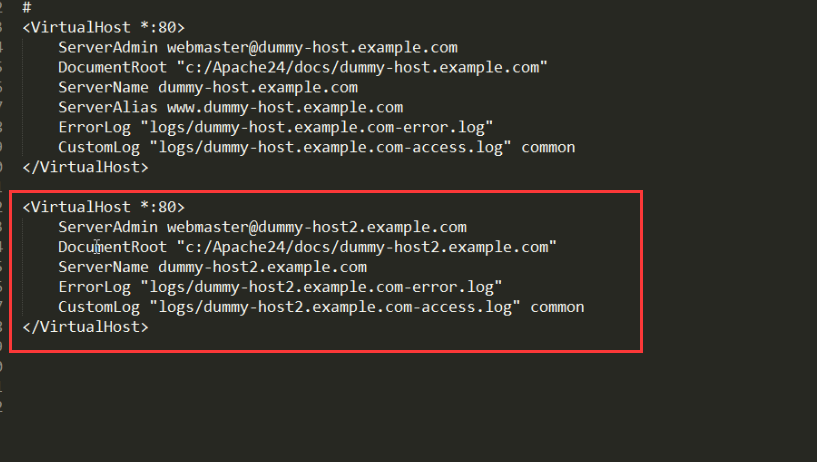 #
<VirtualHost *:80>
ServerAdmin webmaster@dummy-host.example.com
DocumentRoot "c:/Apache24/docs/dummy-host.example.com"
ServerName dummy-host.example.com
ServerAlias www.dummy-host.example.com
ErrorLog "logs/dummy-host.example.com-error.log"
CustomLog "logs/dummy-host.example.com-access.log" common
</VirtualHost>
<VirtualHost *:80>
ServerAdmin webmaster@dummy-host2.example.com
DocumentRoot "c:/Apache24/docs/dummy-host2.example.com"
ServerName dummy-host2.example.com
ErrorLog "logs/dummy-host2.example.com-error.log"
CustomLog "logs/dummy-host2.example.com-access.log" common
</VirtualHost>